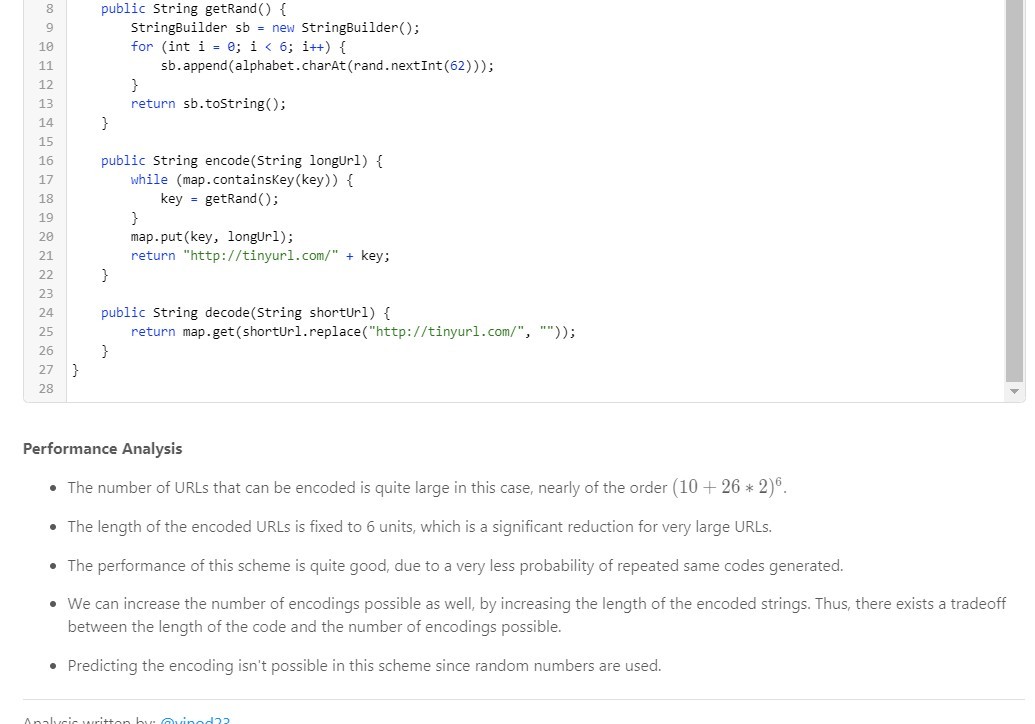 8 public String getRand() {
9 StringBuilder sb = new StringBuilder();
10 for (int i = 0; i < 6; i++) {
11 sb.append(alphabet.charAt(rand.nextInt(62)));
12 }
13 return sb.toString();
14 }
15
16 public String encode(String longUrl) {
17 while (map.containsKey(key)) {
18 key = getRand();
19 }
20 map.put(key, longUrl);
21 return "http://tinyurl.com/" + key;
22 }
23
24 public String decode(String shortUrl) {
25 return map.get(shortUrl.replace("http://tinyurl.com/", ""));
26 }
27 }
28
Performance Analysis
• The number of URLs that can be encoded is quite large in this case, nearly of the order (10 + 26 * 2)⁶.
• The length of the encoded URLs is fixed to 6 units, which is a significant reduction for very large URLs.
• The performance of this scheme is quite good, due to a very less probability of repeated same codes generated.
• We can increase the number of encodings possible as well, by increasing the length of the encoded strings. Thus, there exists a tradeoff
between the length of the code and the number of encodings possible.
• Predicting the encoding isn't possible in this scheme since random numbers are used.
Analysis written by: @vinod23